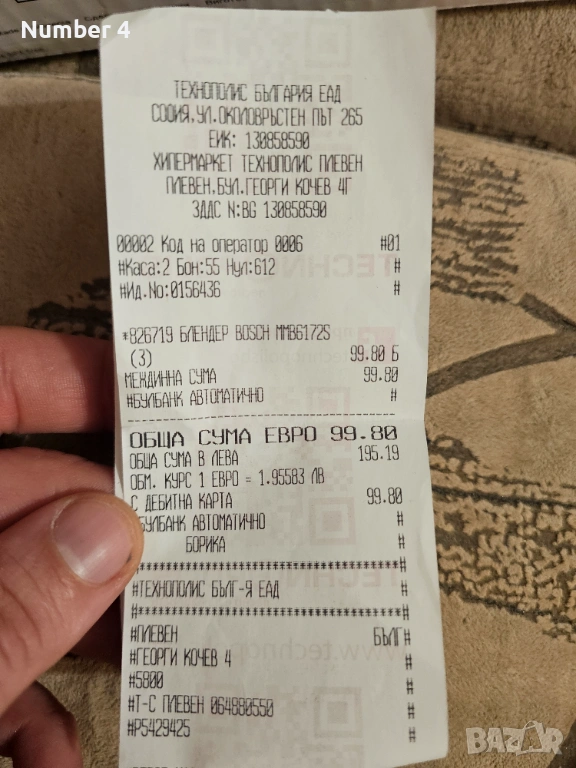 Number 4
ТЕХНОПОЛИС БЪЛГАРИЯ ЕАД
СОФИЯ,УЛ.ОКОЛОВРЪСТЕН ПЪТ 265
ЕИК: 130858590
ХИПЕРМАРКЕТ ТЕХНОПОЛИС ПЛЕВЕН
ПЛЕВЕН,БУЛ.ГЕОРГИ КОЧЕВ 4Г
ЗДДС N:BG 130858590
00002 Код на оператор 0006 #01
#Каса:2 Бон:55 Нул:612 #
#Ид.No:0156436 #
*826719 БЛЕНДЕР BOSCH MMB6172S
(3) 99.80 Б
МЕЖДИННА СУМА 99.80
#БУЛБАНК АВТОМАТИЧНО #
ОБЩА СУМА ЕВРО 99.80
ОБЩА СУМА В ЛЕВА 195.19
ОБМ. КУРС 1 ЕВРО = 1.95583 ЛВ
С ДЕБИТНА КАРТА 99.80
БУЛБАНК АВТОМАТИЧНО #
БОРИКА #
#ТЕХНОПОЛИС БЪЛГ-Я ЕАД #
#ПЛЕВЕН БЪЛГ#
#ГЕОРГИ КОЧЕВ 4 #
#5800 #
#Т-С ПЛЕВЕН 064880550 #
#P5429425 #
BAZAR